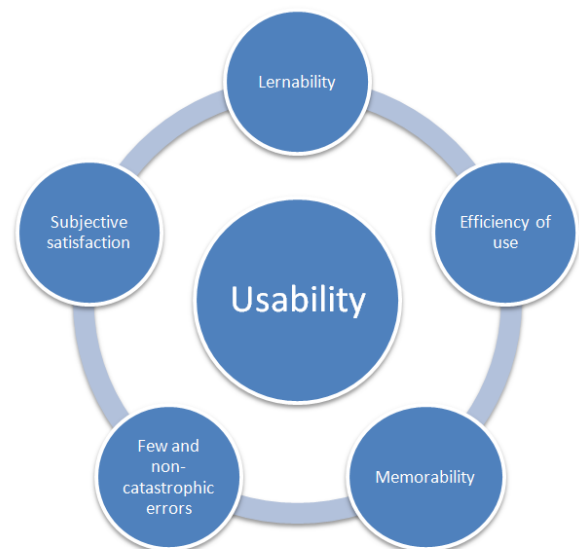 Lernability
Efficiency of
use
Memorability
Few and
non-
catastrophic
errors
Subjective
satisfaction
Usability